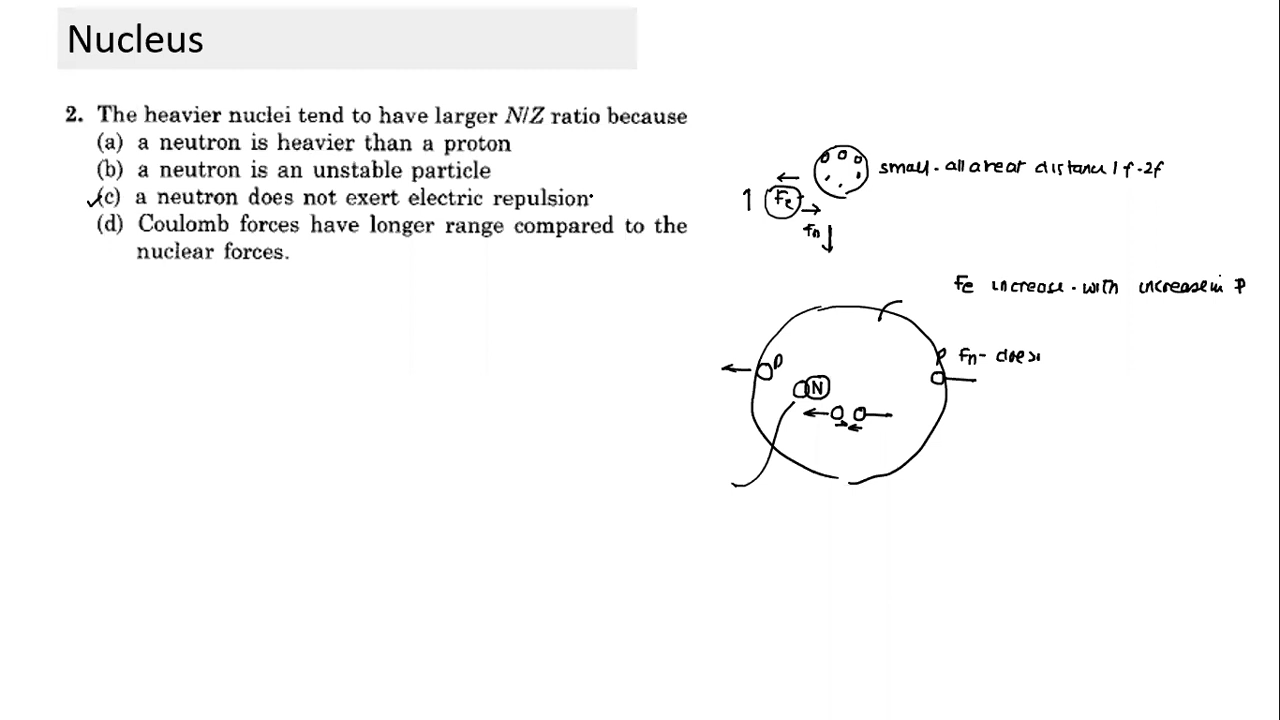 Nucleus
2. The heavier nuclei tend to have larger N/Z ratio because
(a) a neutron is heavier than a proton
(b) a neutron is an unstable particle
(c) a neutron does not exert electric repulsion
(d) Coulomb forces have longer range compared to the
nuclear forces.
small - all are at distance 1f-2f
1 Fe
Fn
Fe increase. with increase in P
P
P Fn- does
N